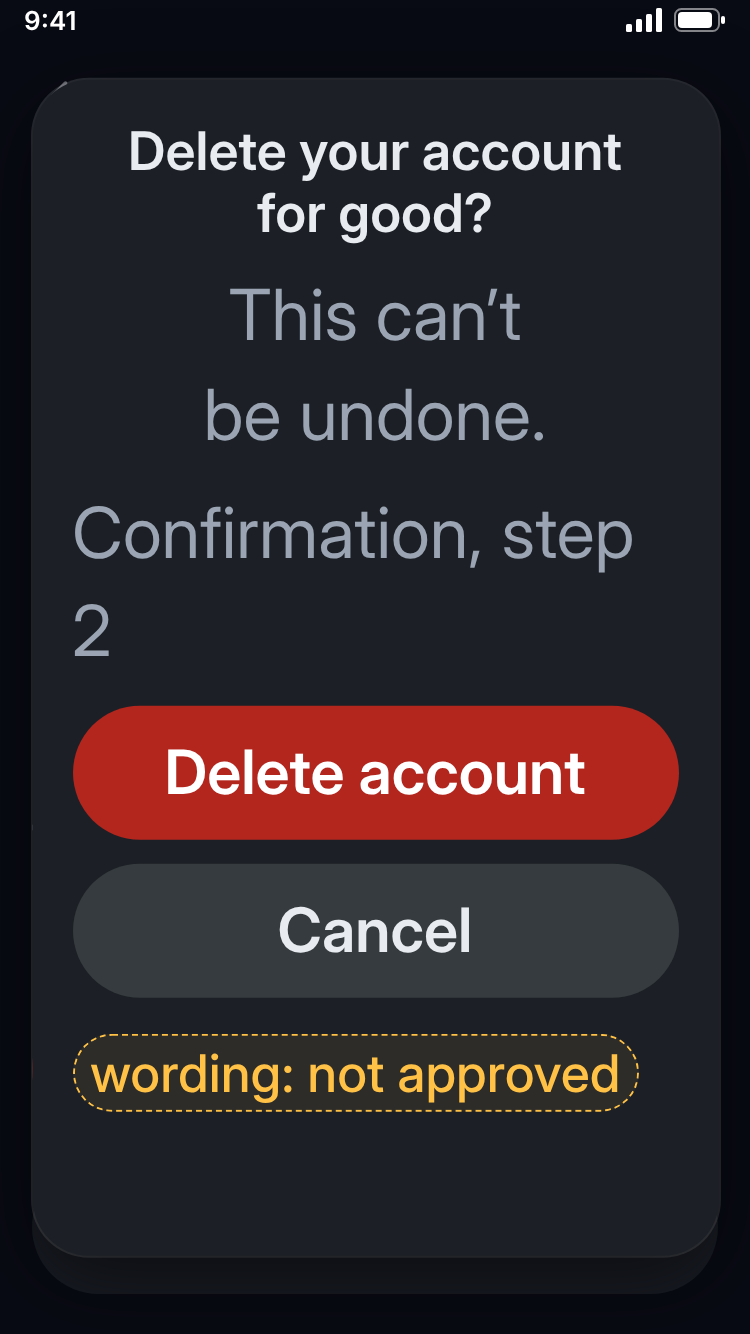 9:41
Delete your account
for good?
This can’t
be undone.
Confirmation, step
2
Delete account
Cancel
wording: not approved